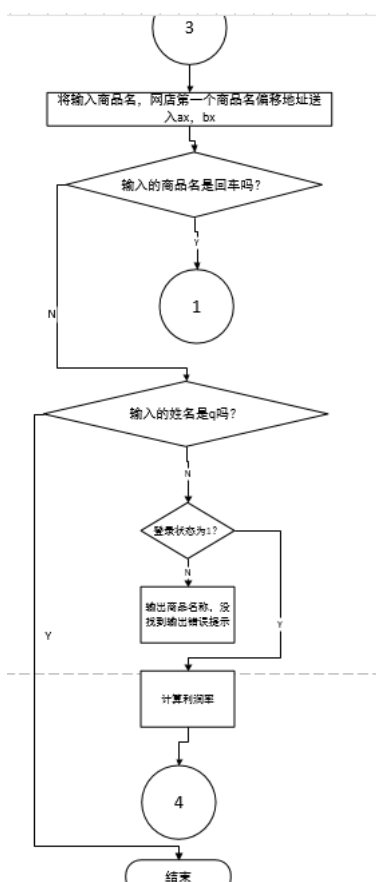 3
将输入商品名，网店第一个商品名偏移地址送
入ax，bx
输入的商品名是回车吗？
Y
1
N
输入的姓名是q吗？
N
登录状态为1？
N
输出商品名称，没
找到输出错误提示
Y
Y
计算利润率
4
结束